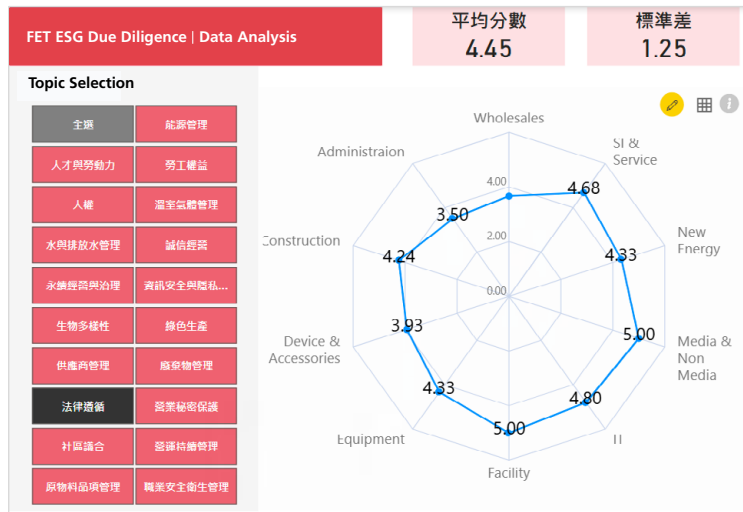 FET ESG Due Diligence | Data Analysis
平均分數
4.45
標準差
1.25
Topic Selection
主選
能源管理
人才與勞動力
勞工權益
人權
溫室氣體管理
水與排放水管理
誠信經營
永續經營與治理
資訊安全與隱私...
生物多樣性
綠色生產
供應商管理
廢棄物管理
法律遵循
營業秘密保護
社區議合
營運持續管理
原物料品項管理
職業安全衛生管理
Wholesales
SI &
Service
New
Energy
Media &
Non
Media
IT
Facility
Equipment
Device &
Accessories
Construction
Administraion
4.00
2.00
0.00
4.68
4.33
5.00
4.80
5.00
4.33
3.93
4.24
3.50